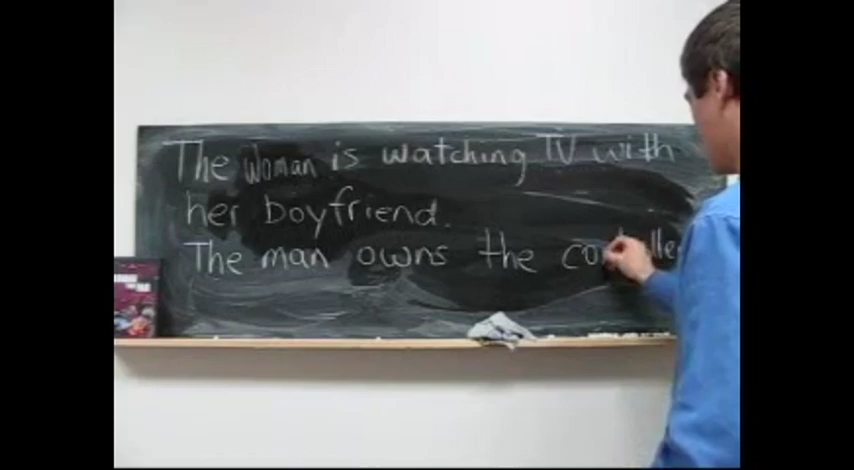 The Woman is watching TV with
her boyfriend.
The man owns the